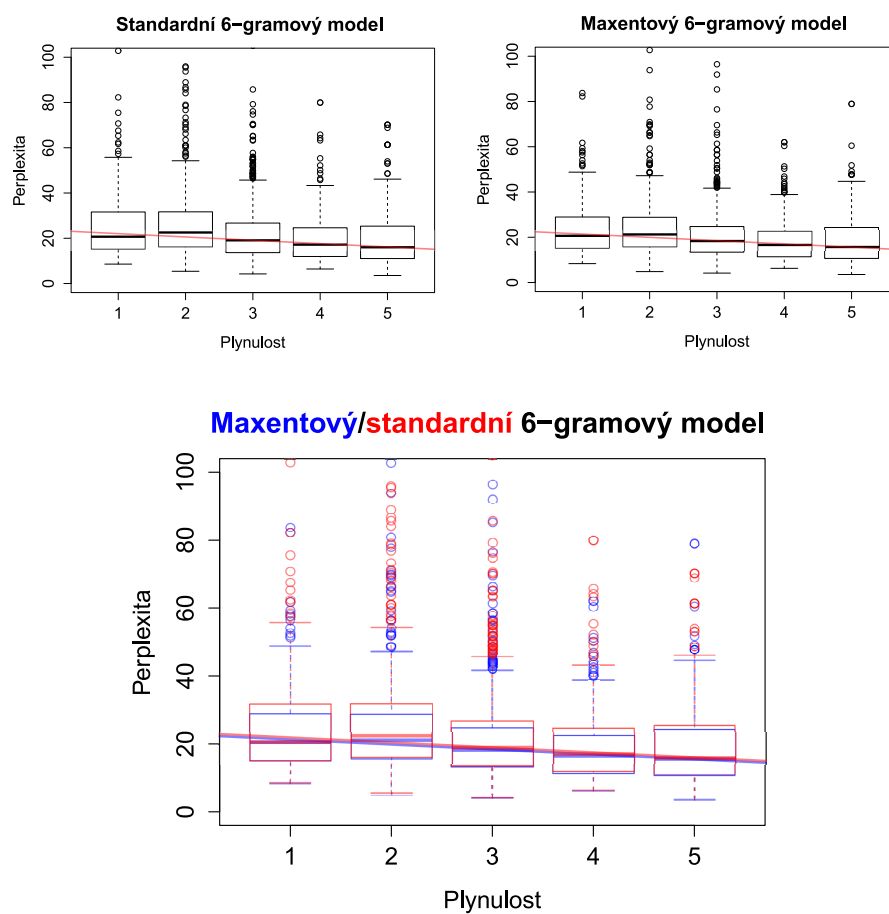 Standardní 6−gramový model
Perplexita
100
80
60
40
20
0
1 2 3 4 5
Plynulost
Maxentový 6−gramový model
Perplexita
100
80
60
40
20
0
1 2 3 4 5
Plynulost
Maxentový/standardní 6−gramový model
Perplexita
100
80
60
40
20
0
1 2 3 4 5
Plynulost